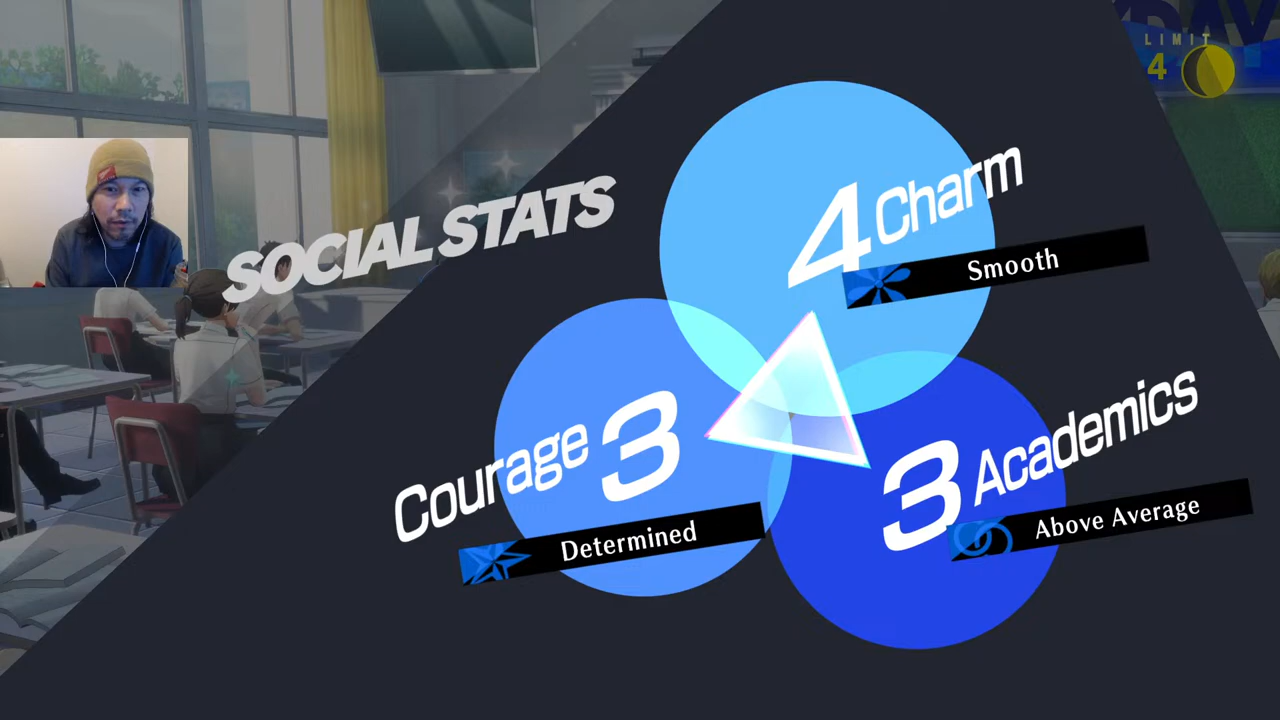 LIMIT
4
SOCIAL STATS
4 Charm
Smooth
Courage 3
Determined
3 Academics
Above Average